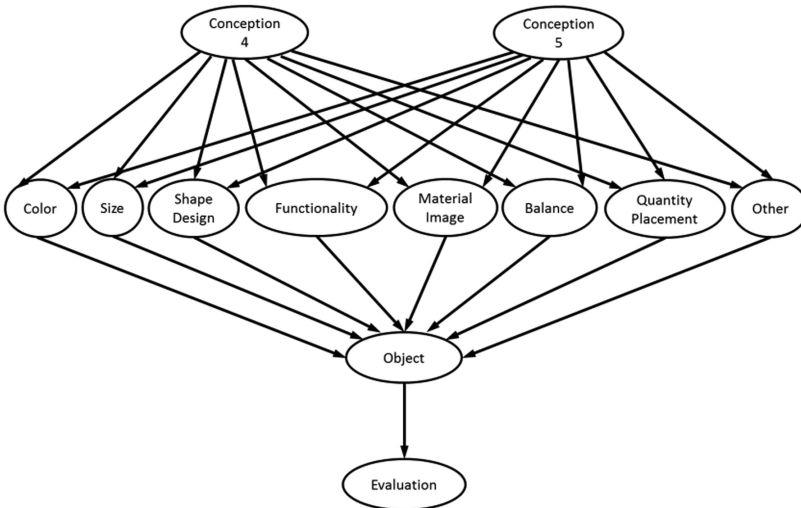 Conception
4
Conception
5
Color
Size
Shape
Design
Functionality
Material
Image
Balance
Quantity
Placement
Other
Object
Evaluation